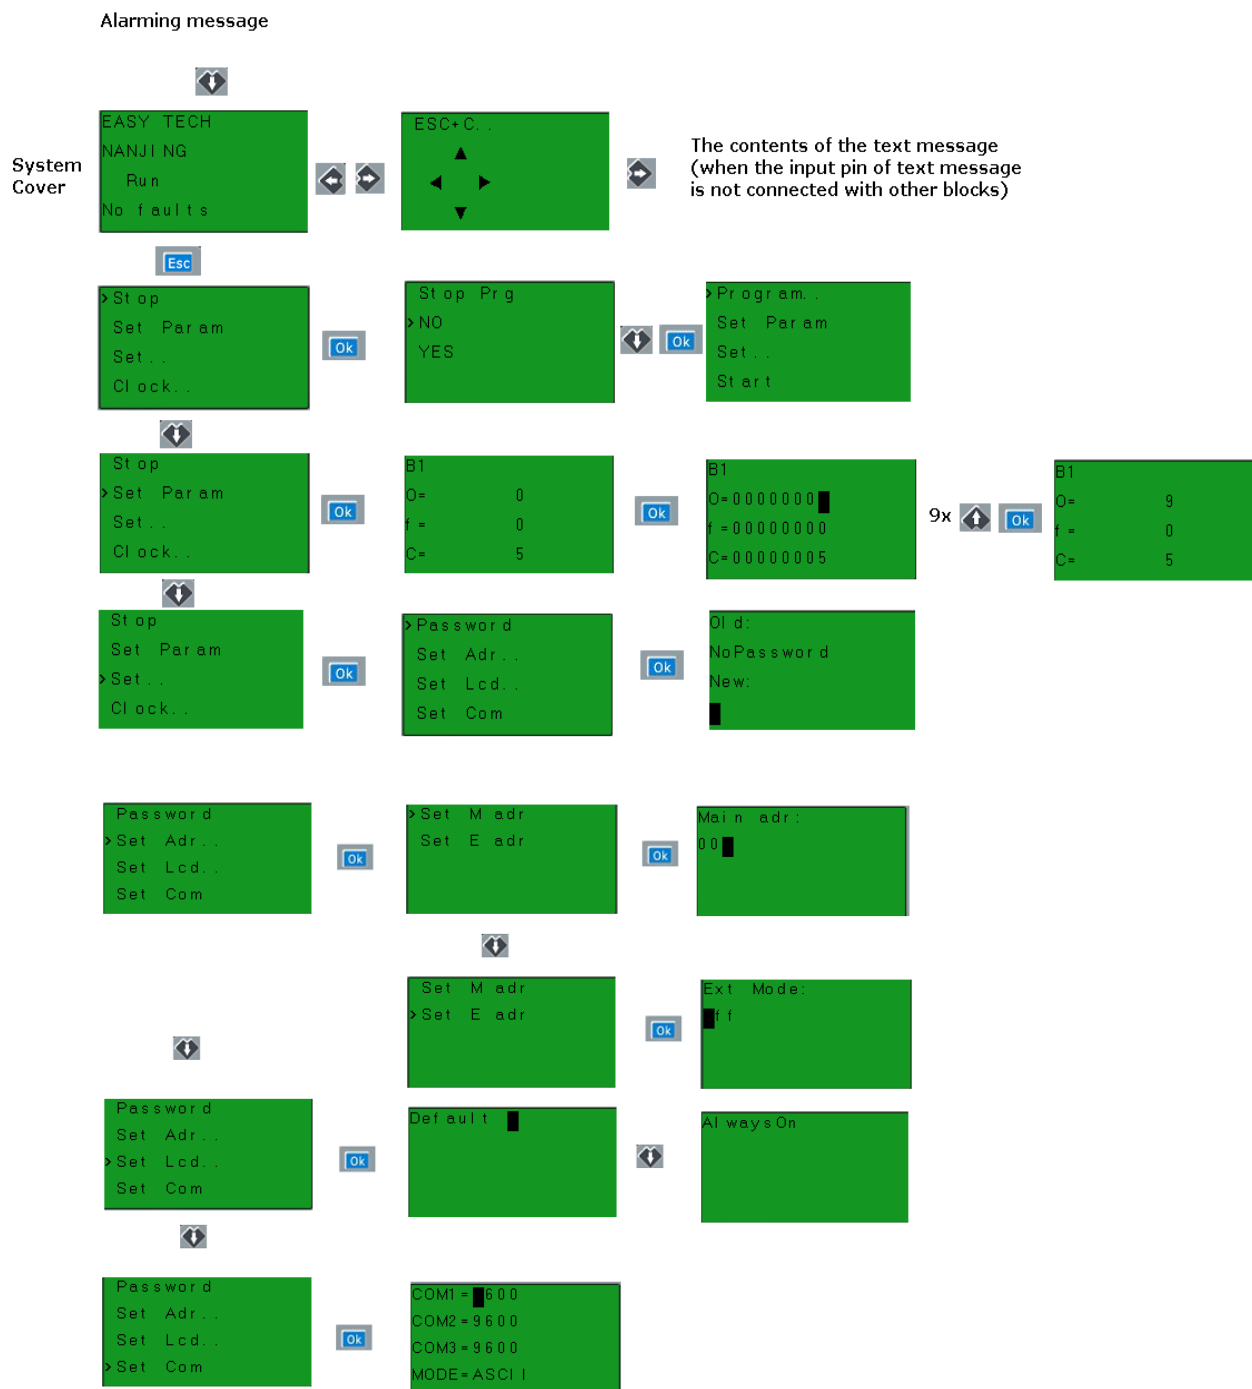 Alarming message
System
Cover
EASY TECH
NANJING
Run
No faults
ESC+C..
The contents of the text message
(when the input pin of text message
is not connected with other blocks)
Esc
>Stop
Set Param
Set..
Clock..
Ok
Stop Prg
>NO
YES
Ok
>Program..
Set Param
Set..
Start
Stop
>Set Param
Set..
Clock..
Ok
B1
O= 0
f = 0
C= 5
Ok
B1
O=0000000
f =00000000
C=00000005
9x
Ok
B1
O= 9
f = 0
C= 5
Stop
Set Param
>Set..
Clock..
Ok
>Password
Set Adr..
Set Lcd..
Set Com
Ok
Old:
NoPassword
New:
Password
>Set Adr..
Set Lcd..
Set Com
Ok
>Set M adr
Set E adr
Ok
Main adr:
00
Set M adr
>Set E adr
Ok
Ext Mode:
ff
Password
Set Adr..
>Set Lcd..
Set Com
Ok
Default
AlwaysOn
Password
Set Adr..
Set Lcd..
>Set Com
Ok
COM1=600
COM2=9600
COM3=9600
MODE=ASCII